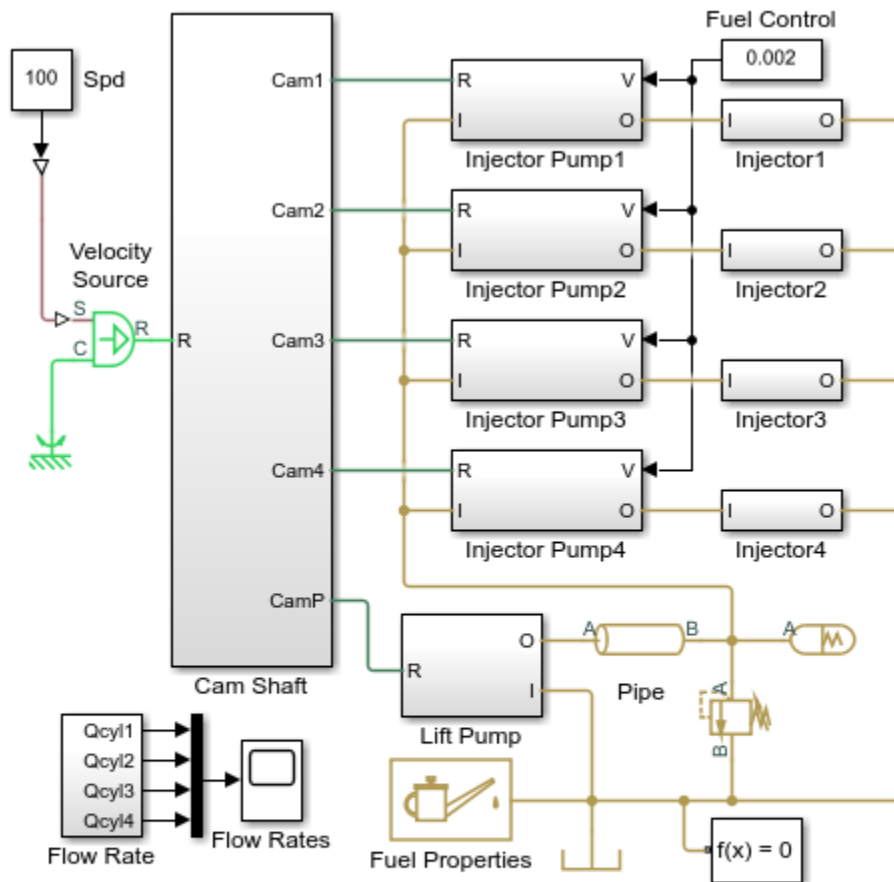 Fuel Control
100
Spd
0.002
Cam1
R
V
I
O
I
O
Injector Pump1
Injector1
Cam2
R
V
I
O
I
O
Injector Pump2
Injector2
Velocity
Source
S
C
R
R
Cam3
R
V
I
O
I
O
Injector Pump3
Injector3
Cam4
R
V
I
O
I
O
Injector Pump4
Injector4
CamP
Cam Shaft
R
O
I
Lift Pump
A
B
Pipe
A
A
B
Qcyl1
Qcyl2
Qcyl3
Qcyl4
Flow Rate
Flow Rates
Fuel Properties
f(x) = 0